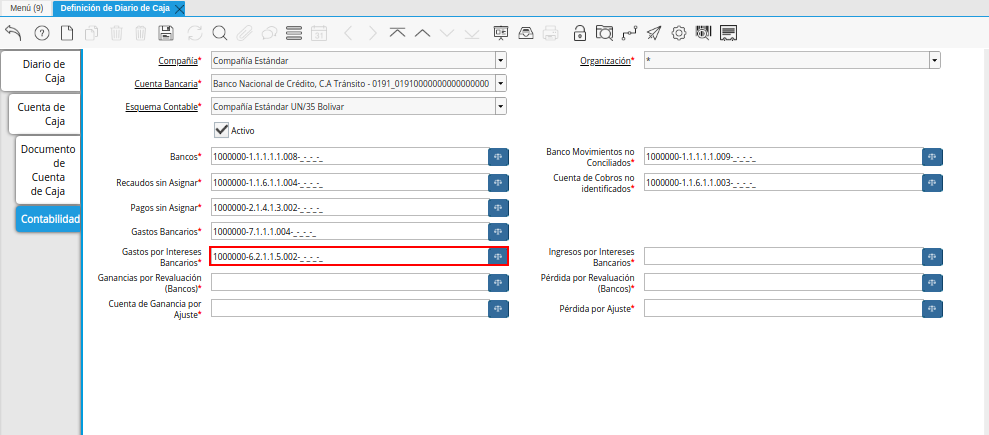 Menú (9) Definición de Diario de Caja
Diario de Caja
Cuenta de Caja
Documento de Cuenta de Caja
Contabilidad
Compañía* Compañía Estándar Organización* *
Cuenta Bancaria* Banco Nacional de Crédito, C.A Tránsito - 0191_01910000000000000000
Esquema Contable* Compañía Estándar UN/35 Bolivar
Activo
Bancos* 1000000-1.1.1.1.1.008-_-_-_-_ Banco Movimientos no Conciliados* 1000000-1.1.1.1.1.009-_-_-_-_
Recaudos sin Asignar* 1000000-1.1.6.1.1.004-_-_-_-_ Cuenta de Cobros no identificados* 1000000-1.1.6.1.1.003-_-_-_-_
Pagos sin Asignar* 1000000-2.1.4.1.3.002-_-_-_-_
Gastos Bancarios* 1000000-7.1.1.1.004-_-_-_-_
Gastos por Intereses Bancarios* 1000000-6.2.1.1.5.002-_-_-_-_ Ingresos por Intereses Bancarios*
Ganancias por Revaluación (Bancos)* Pérdida por Revaluación (Bancos)*
Cuenta de Ganancia por Ajuste* Pérdida por Ajuste*